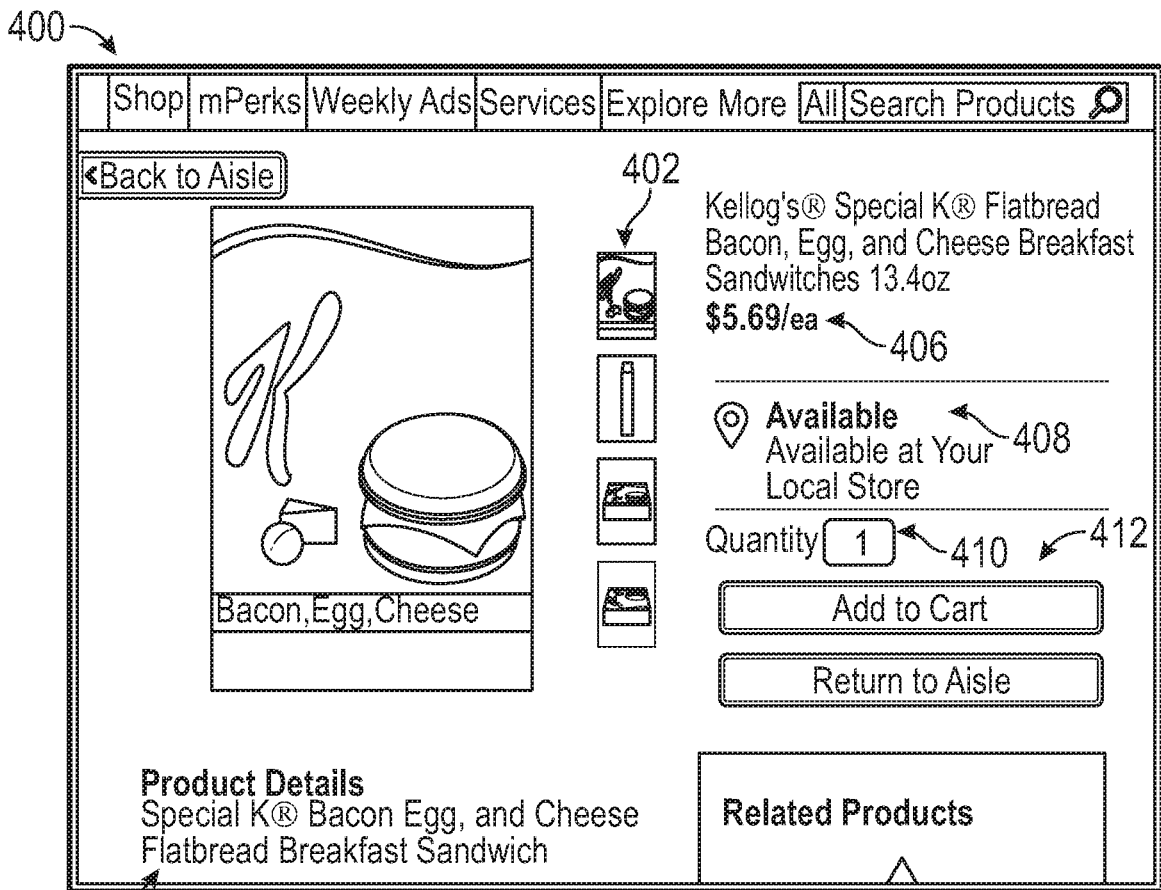 400
Shop mPerks Weekly Ads Services Explore More All Search Products
<Back to Aisle
402
Kellog's® Special K® Flatbread
Bacon, Egg, and Cheese Breakfast
Sandwitches 13.4oz
$5.69/ea
406
Available
408
Available at Your
Local Store
Quantity 1
410
412
Add to Cart
Return to Aisle
Bacon,Egg,Cheese
Product Details
Special K® Bacon Egg, and Cheese
Flatbread Breakfast Sandwich
Related Products